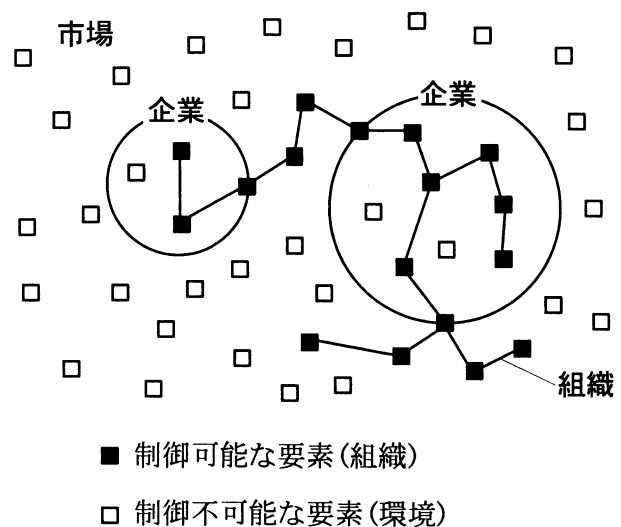 市場
企業
企業
組織
制御可能な要素(組織)
制御不可能な要素(環境)